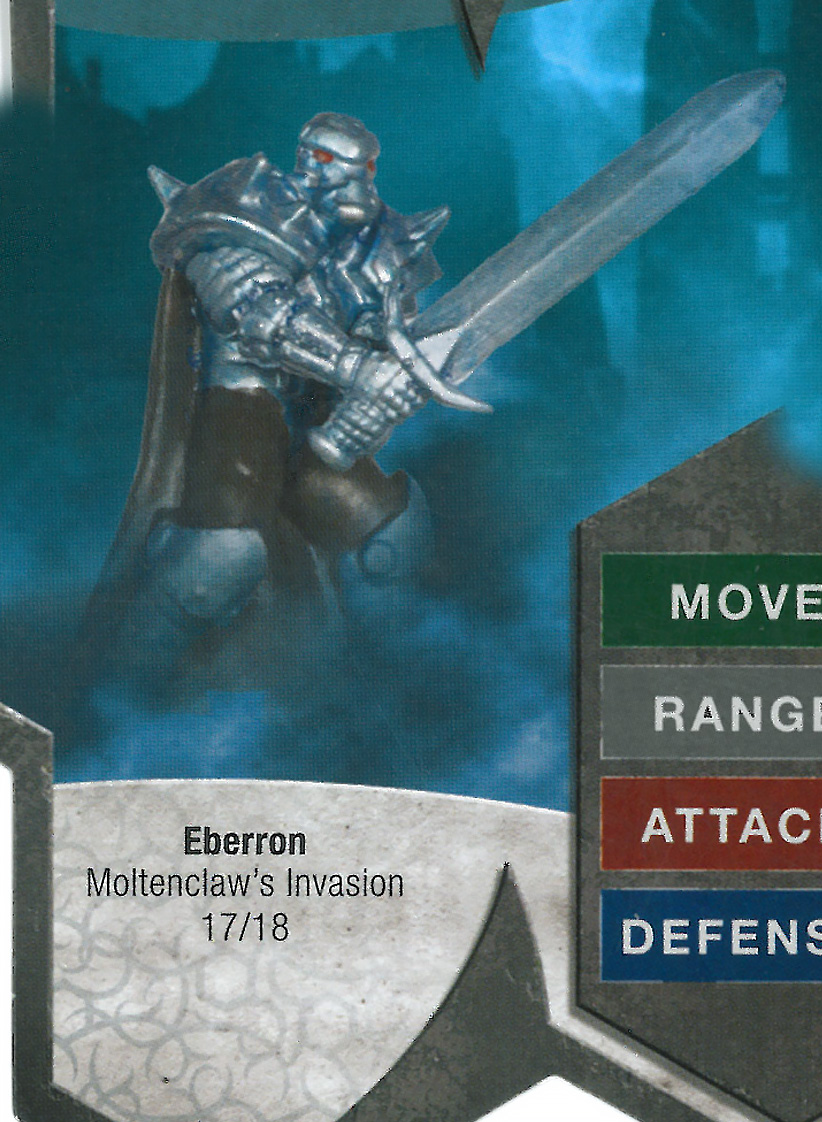 MOVE
RANGE
ATTAC
DEFENS
Eberron
Moltenclaw's Invasion
17/18